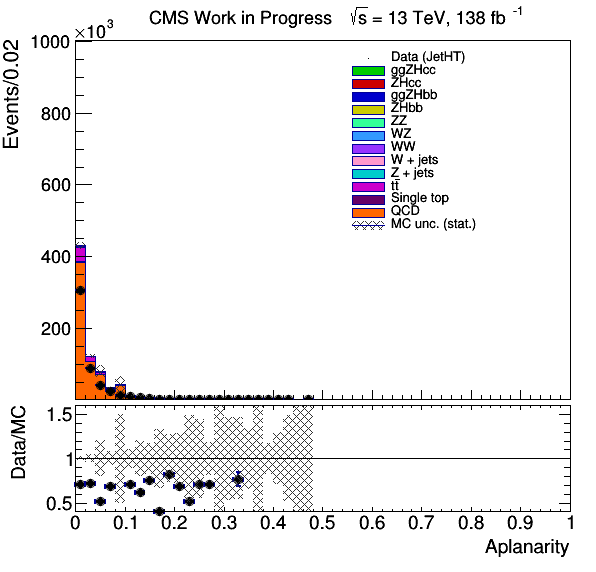 CMS Work in Progress √s = 13 TeV, 138 fb⁻¹
×10³
Events/0.02
1000
800
600
400
200
Data (JetHT)
ggZHcc
ZHcc
ggZHbb
ZHbb
ZZ
WZ
WW
W + jets
Z + jets
tt̄
Single top
QCD
MC unc. (stat.)
Data/MC
1.5
1
0.5
0 0.1 0.2 0.3 0.4 0.5 0.6 0.7 0.8 0.9 1
Aplanarity